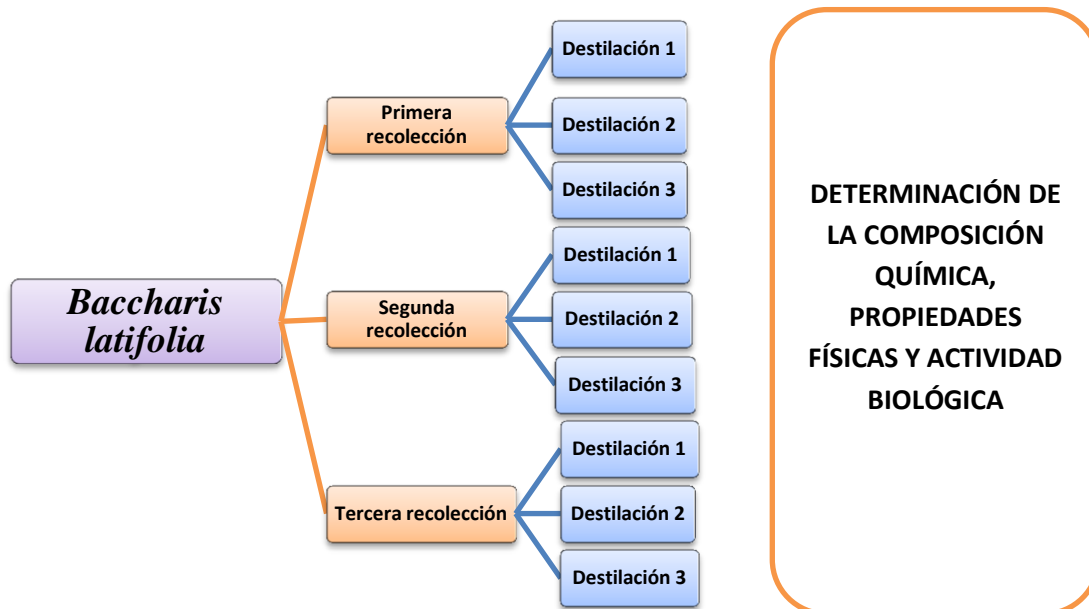 Baccharis
latifolia
Primera
recolección
Destilación 1
Destilación 2
Destilación 3
Segunda
recolección
Destilación 1
Destilación 2
Destilación 3
Tercera recolección
Destilación 1
Destilación 2
Destilación 3
DETERMINACIÓN DE
LA COMPOSICIÓN
QUÍMICA,
PROPIEDADES
FÍSICAS Y ACTIVIDAD
BIOLÓGICA